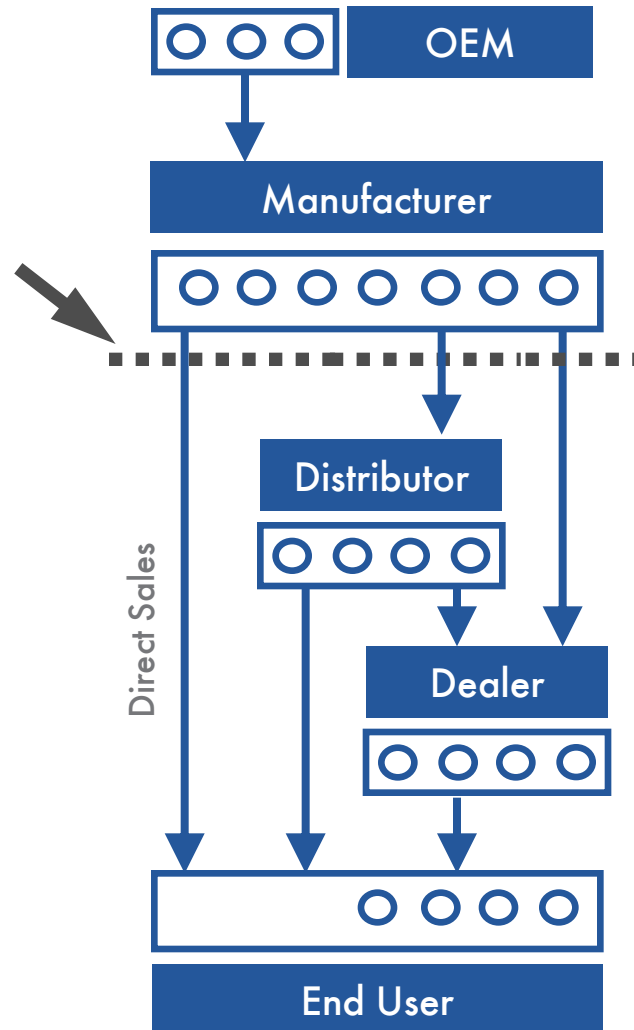 OEM
Manufacturer
Distributor
Direct Sales
Dealer
End User